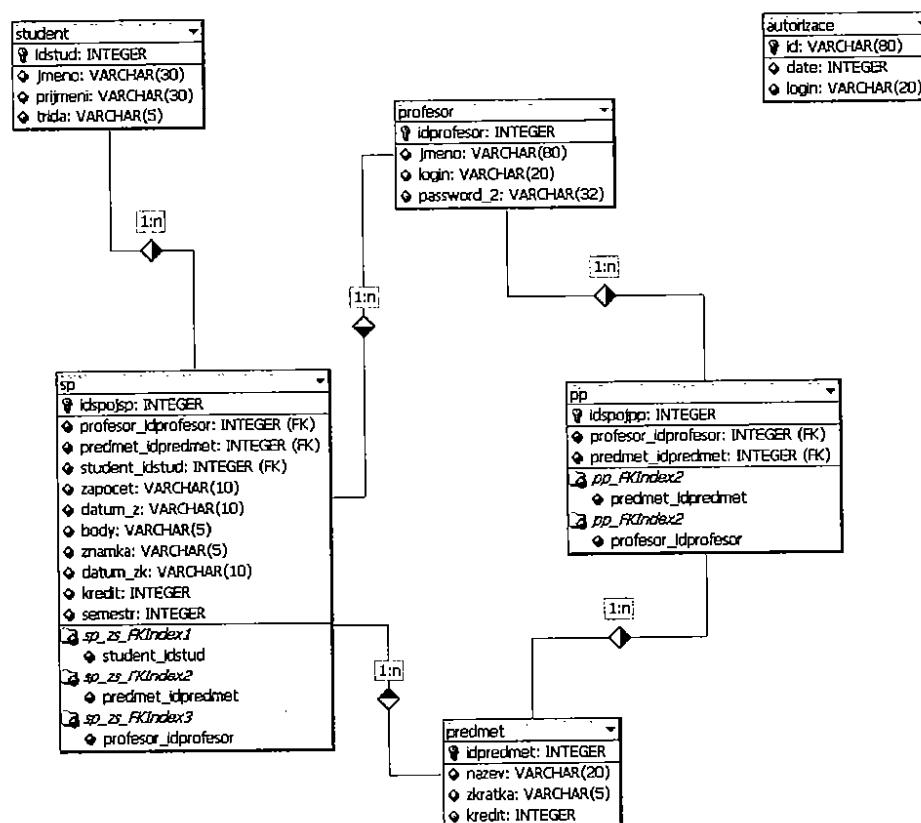 student
idstud: INTEGER
jmeno: VARCHAR(30)
prijmeni: VARCHAR(30)
trida: VARCHAR(5)
autorizace
id: VARCHAR(80)
date: INTEGER
login: VARCHAR(20)
profesor
idprofesor: INTEGER
jmeno: VARCHAR(80)
login: VARCHAR(20)
password_2: VARCHAR(32)
1:n
1:n
1:n
sp
idspojsp: INTEGER
profesor_idprofesor: INTEGER (FK)
predmet_idpredmet: INTEGER (FK)
student_idstud: INTEGER (FK)
zapocet: VARCHAR(10)
datum_z: VARCHAR(10)
body: VARCHAR(5)
znamka: VARCHAR(5)
datum_zk: VARCHAR(10)
kredit: INTEGER
semestr: INTEGER
sp_zs_FKIndex1
student_idstud
sp_zs_FKIndex2
predmet_idpredmet
sp_zs_FKIndex3
profesor_idprofesor
pp
idspojpp: INTEGER
profesor_idprofesor: INTEGER (FK)
predmet_idpredmet: INTEGER (FK)
pp_FKIndex2
predmet_idpredmet
pp_FKIndex2
profesor_idprofesor
1:n
1:n
predmet
idpredmet: INTEGER
nazev: VARCHAR(20)
zkratka: VARCHAR(5)
kredit: INTEGER